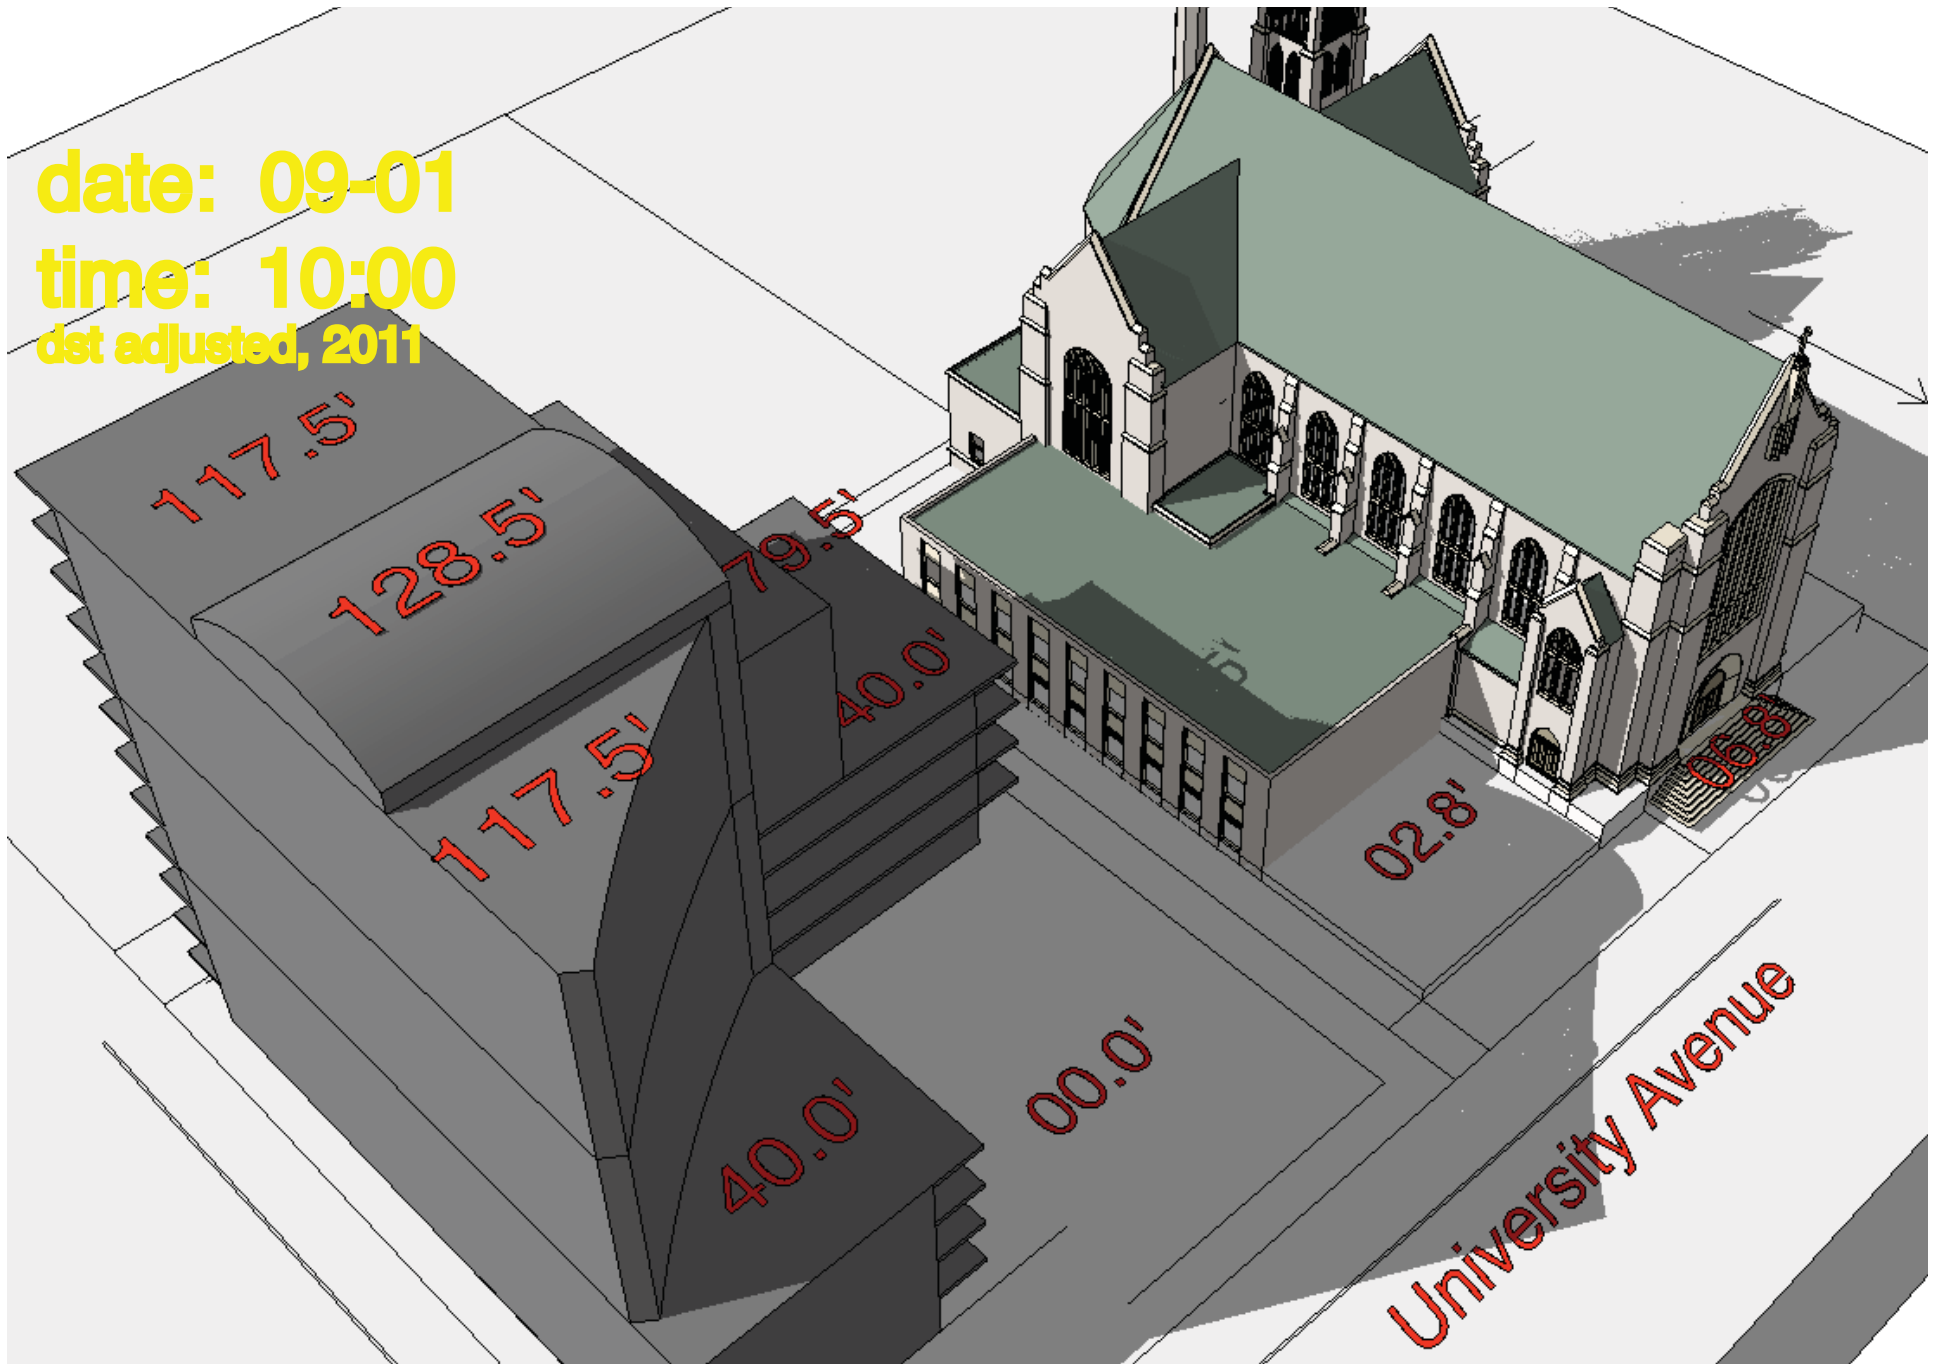 date: 09-01
time: 10:00
dst adjusted, 2011
117.5'
128.5'
79.5'
117.5'
40.0'
06.8'
02.8'
00.0'
40.0'
University Avenue